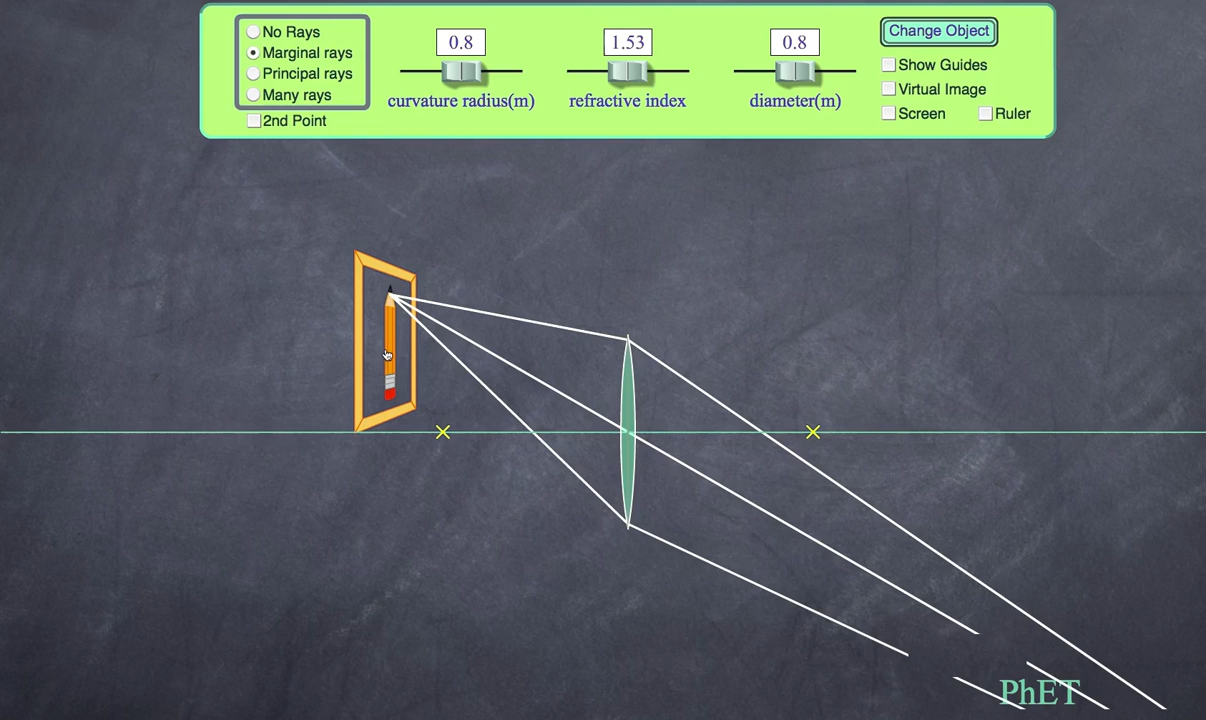 No Rays
Marginal rays
Principal rays
Many rays
2nd Point
0.8
curvature radius(m)
1.53
refractive index
0.8
diameter(m)
Change Object
Show Guides
Virtual Image
Screen
Ruler
PhET